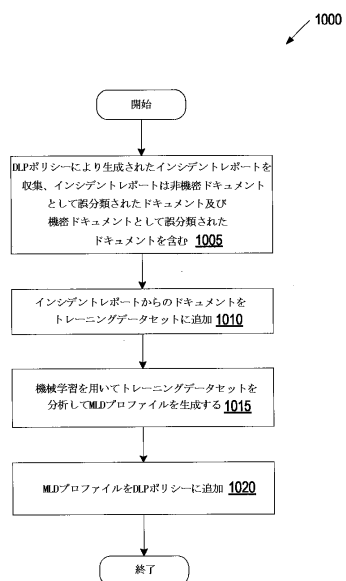 1000
開始
DLPポリシーにより生成されたインシデントレポートを
収集、インシデントレポートは非機密ドキュメント
として誤分類されたドキュメント及び
機密ドキュメントとして誤分類された
ドキュメントを含む 1005
インシデントレポートからのドキュメントを
トレーニングデータセットに追加 1010
機械学習を用いてトレーニングデータセットを
分析してMLDプロファイルを生成する 1015
MLDプロファイルをDLPポリシーに追加 1020
終了